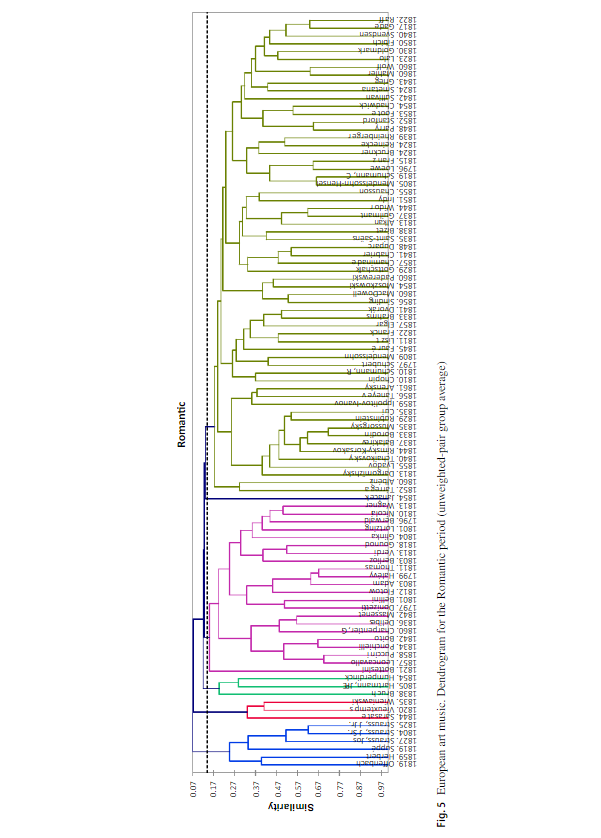 Romantic
1822. Raff
1817. Gade
1840. Svendsen
1850. Fibich
1830. Goldmark
1823. Lalo
1860. Wolf
1860. Mahler
1843. Grieg
1824. Smetana
1842. Sullivan
1854. Chadwick
1853. Foote
1852. Stanford
1848. Parry
1839. Rheinberger
1824. Reinecke
1824. Bruckner
1815. Franz
1796. Loewe
1819. Schumann, C
1805. Mendelssohn-Hensel
1855. Chausson
1851. Indy
1844. Widor
1837. Guilmant
1813. Alkan
1838. Bizet
1835. Saint-Saëns
1848. Duparc
1841. Chabrier
1857. Chaminade
1829. Gottschalk
1860. Paderewski
1854. Moszkowski
1860. MacDowell
1856. Sinding
1841. Dvorak
1833. Brahms
1857. Elgar
1822. Franck
1811. Liszt
1845. Faure
1809. Mendelssohn
1797. Schubert
1810. Schumann, R
1810. Chopin
1861. Arensky
1856. Taneyev
1859. Ippolitov-Ivanov
1835. Cui
1829. Rubinstein
1839. Mussorgsky
1833. Borodin
1837. Balakirev
1844. Rimsky-Korsakov
1840. Tchaikovsky
1855. Lyadov
1813. Dargomizhsky
1860. Albeniz
1852. Tarrega
1854. Janacek
1813. Wagner
1810. Nicolai
1796. Berwald
1801. Lortzing
1804. Glinka
1818. Gounod
1813. Verdi
1803. Berlioz
1811. Thomas
1799. Halevy
1803. Adam
1812. Flotow
1801. Bellini
1797. Donizetti
1842. Massenet
1836. Delibes
1860. Charpentier, G
1842. Boito
1834. Ponchielli
1858. Puccini
1857. Leoncavallo
1821. Bottesini
1854. Humperdinck
1805. Hartmann, JPE
1838. Bruch
1835. Wieniawski
1820. Vieuxtemps
1844. Sarasate
1825. Strauss, J Jr.
1804. Strauss, J Sr.
1827. Strauss, Jos
1819. Suppé
1859. Herbert
1819. Offenbach
0.07
0.17
0.27
0.37
0.47
0.57
0.67
0.77
0.87
0.97
Similarity
Fig. 5 European art music. Dendrogram for the Romantic period (unweighted-pair group average)